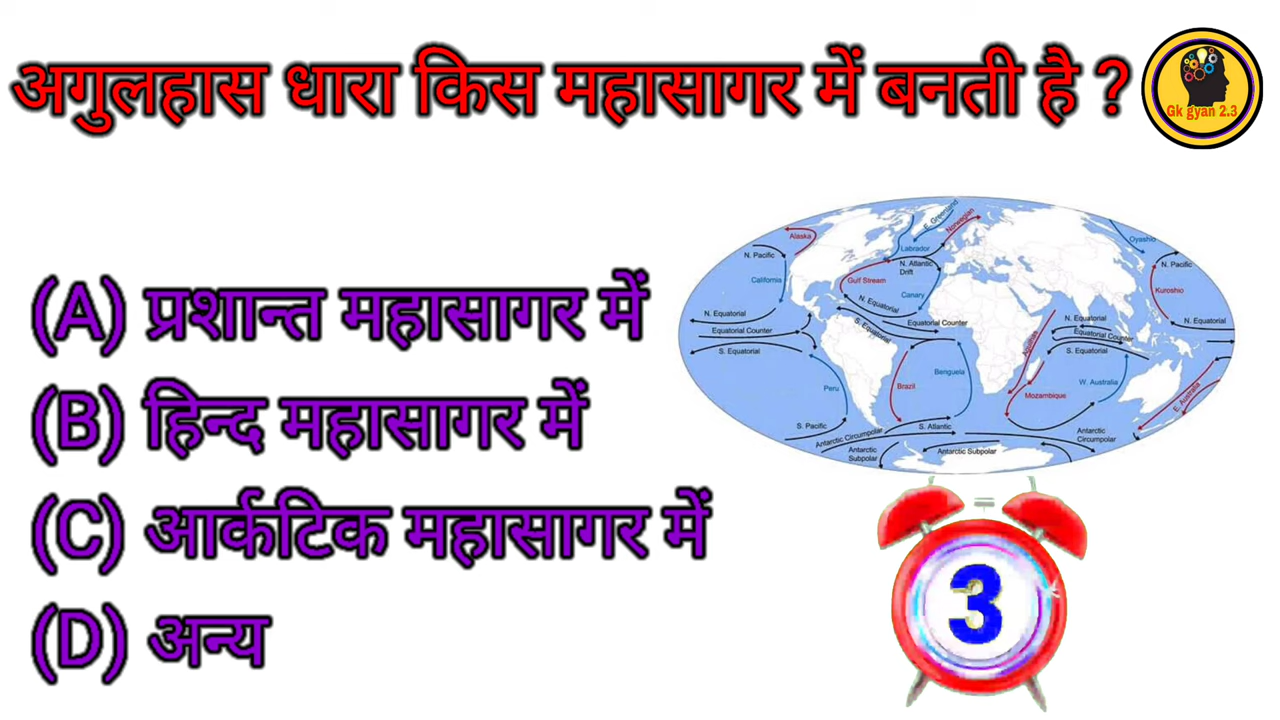 अगुलहास धारा किस महासागर में बनती है ?
Gk gyan 2.3
(A) प्रशान्त महासागर में
(B) हिन्द महासागर में
(C) आर्कटिक महासागर में
(D) अन्य
Alaska
E. Greenland
Norwegian
Labrador
Oyashio
N. Pacific
California
N. Atlantic
Drift
Gulf Stream
Canary
N. Pacific
Kuroshio
N. Equatorial
Equatorial Counter
S. Equatorial
N. Equatorial
S. Equatorial
Equatorial Counter
N. Equatorial
Equatorial Counter
S. Equatorial
N. Equatorial
Peru
Brazil
Benguela
Mozambique
W. Australia
E. Australia
S. Pacific
S. Atlantic
Antarctic Circumpolar
Antarctic
Subpolar
Antarctic Subpolar
Antarctic
Circumpolar
3